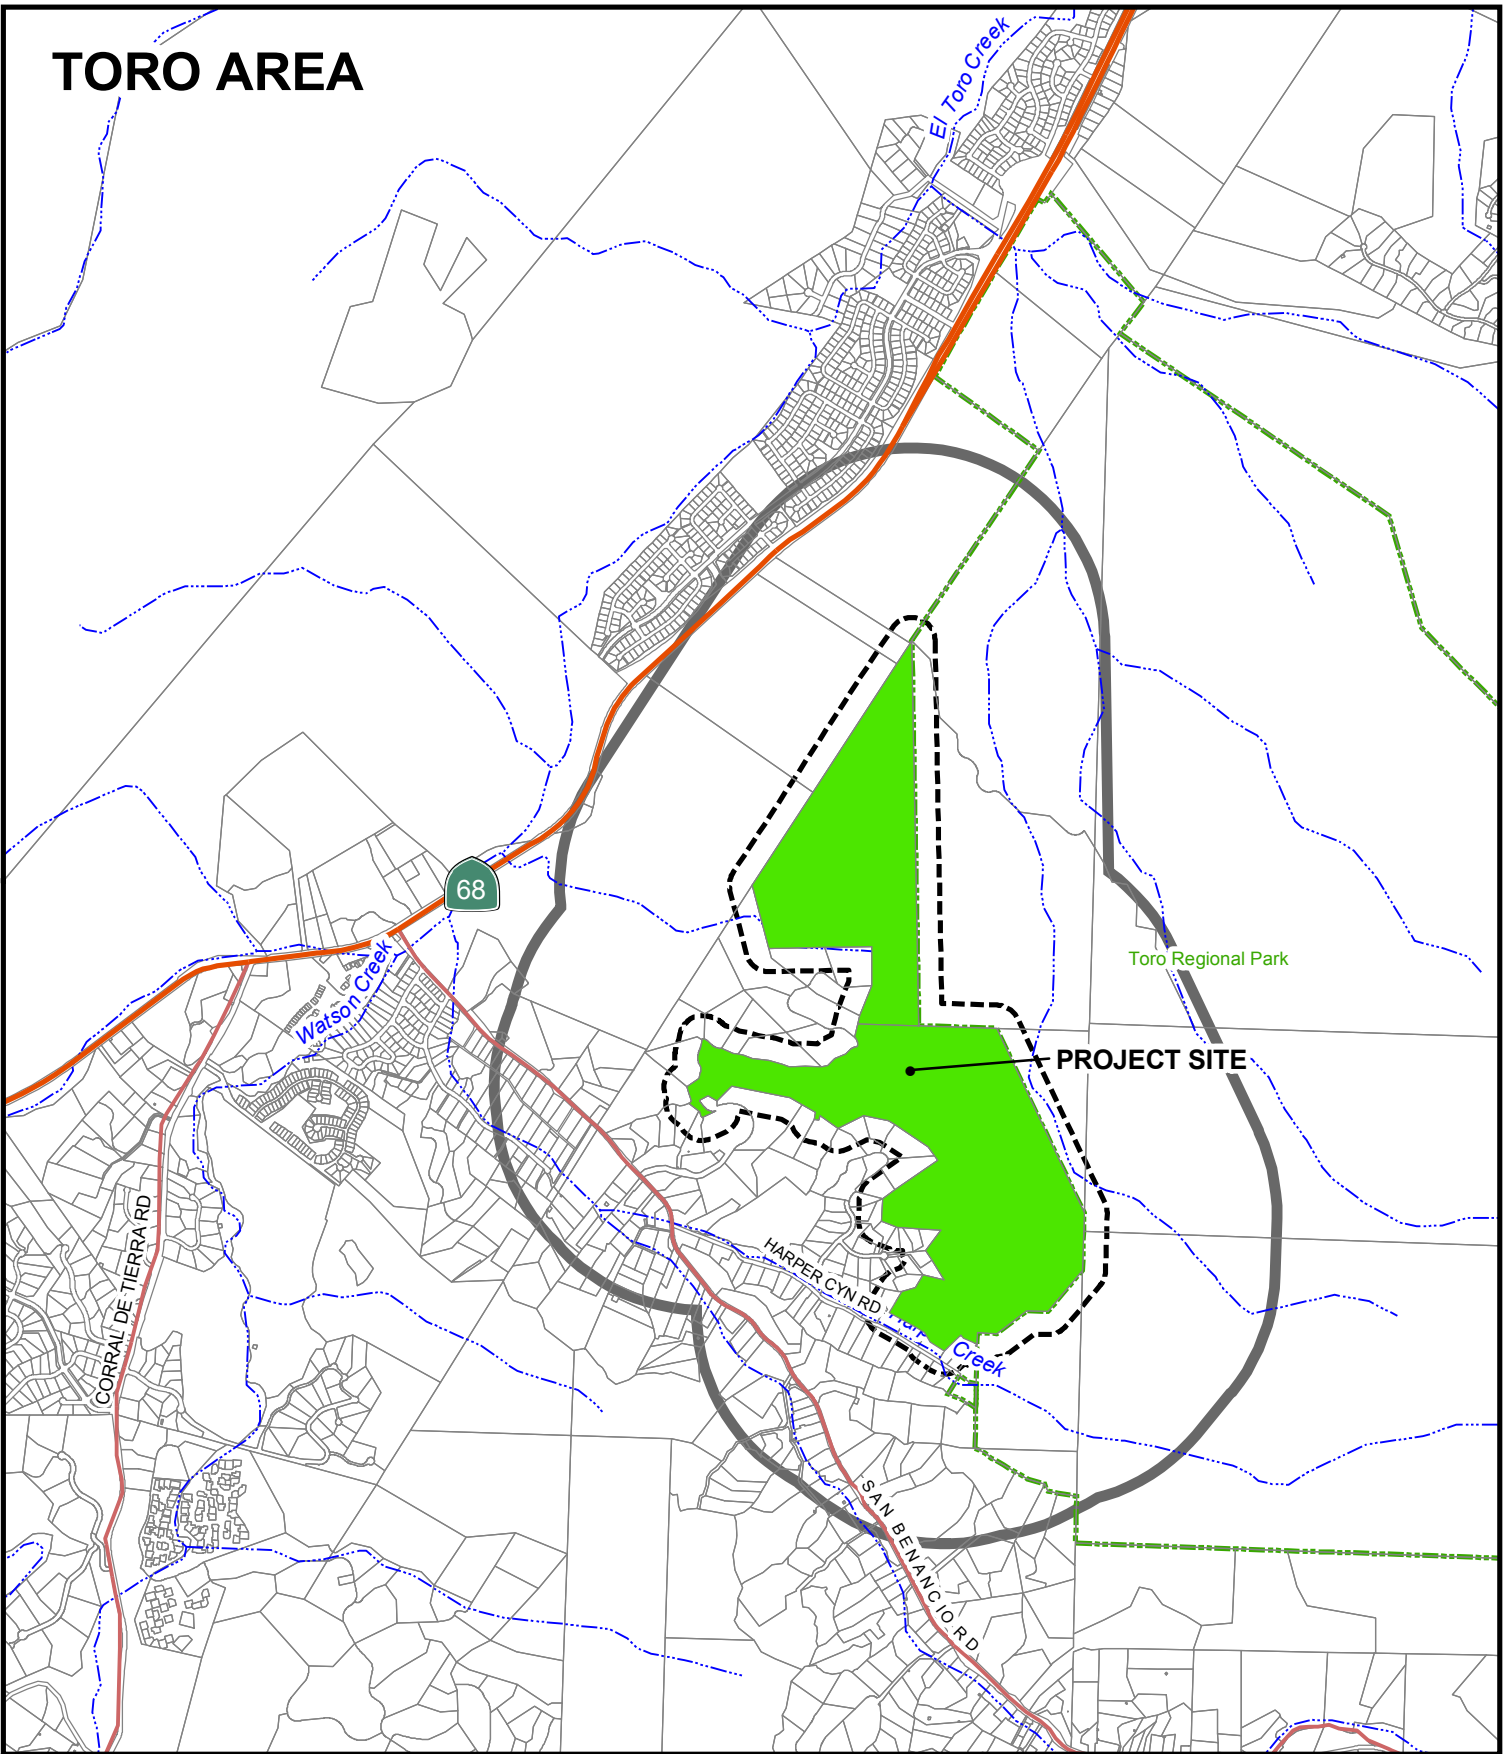 TORO AREA
El Toro Creek
68
Watson Creek
Toro Regional Park
PROJECT SITE
CORRAL DE TIERRA RD
HARPER CYN RD
Creek
SAN BENANCIO RD